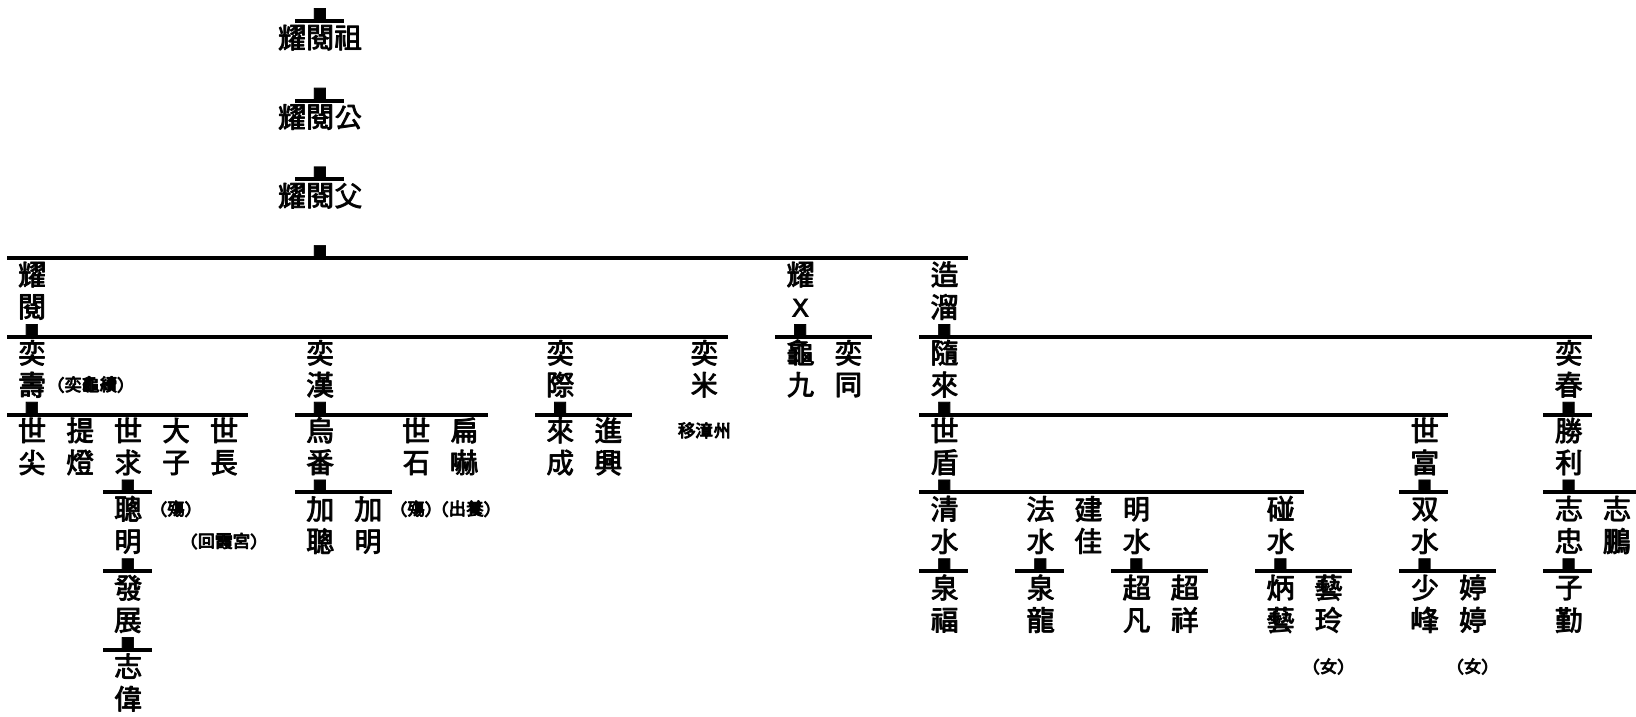 耀閱祖
耀閱公
耀閱父
耀閱
耀X
造溜
奕壽
(奕龜續)
奕漢
奕際
奕米
移漳州
龜九
奕同
隨來
奕春
世尖
提燈
世求
大子
(殤)
世長
(回霞宮)
烏番
世石
(殤)
扁嚇
(出養)
來成
進興
世盾
世富
勝利
聰明
加聰
加明
清水
法水
建佳
明水
碰水
双水
志忠
志鵬
發展
泉福
泉龍
超凡
超祥
炳藝
藝玲
(女)
少峰
婷婷
(女)
子勤
志偉